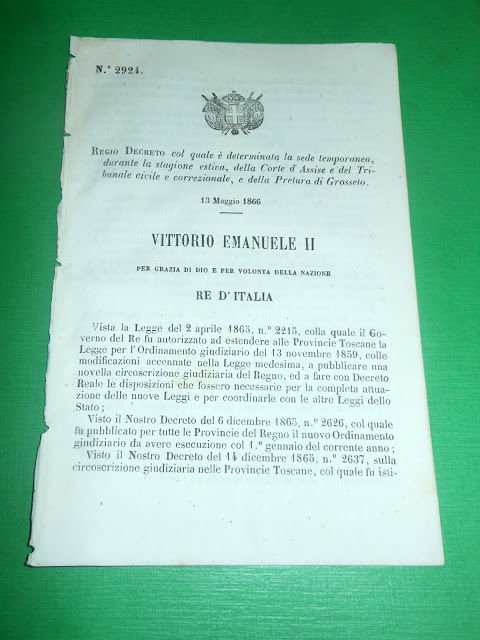 N.° 2924.
REGIO DECRETO col quale è determinata la sede temporanea,
durante la stagione estiva, della Corte d'Assise e del Tri-
bunale civile e correzionale, e della Pretura di Grosseto.
13 Maggio 1866
VITTORIO EMANUELE II
PER GRAZIA DI DIO E PER VOLONTA DELLA NAZIONE
RE D'ITALIA
Vista la Legge del 2 aprile 1865, n.° 2215, colla quale il Go-
verno del Re fu autorizzato ad estendere alle Provincie Toscane la
Legge per l'Ordinamento giudiziario del 13 novembre 1859, colle
modificazioni accennate nella Legge medesima, a pubblicare una
novella circoscrizione giudiziaria del Regno, ed a fare con Decreto
Reale le disposizioni che fossero necessarie per la completa attua-
zione delle nuove Leggi e per coordinarle con le altre Leggi dello
Stato;
Visto il Nostro Decreto del 6 dicembre 1865, n.° 2626, col quale
fu pubblicato per tutte le Provincie del Regno il nuovo Ordinamento
giudiziario da avere esecuzione col 1.° gennaio del corrente anno;
Visto il Nostro Decreto del 14 dicembre 1865, n.° 2637, sulla
circoscrizione giudiziaria nelle Provincie Toscane, col quale fu isti-